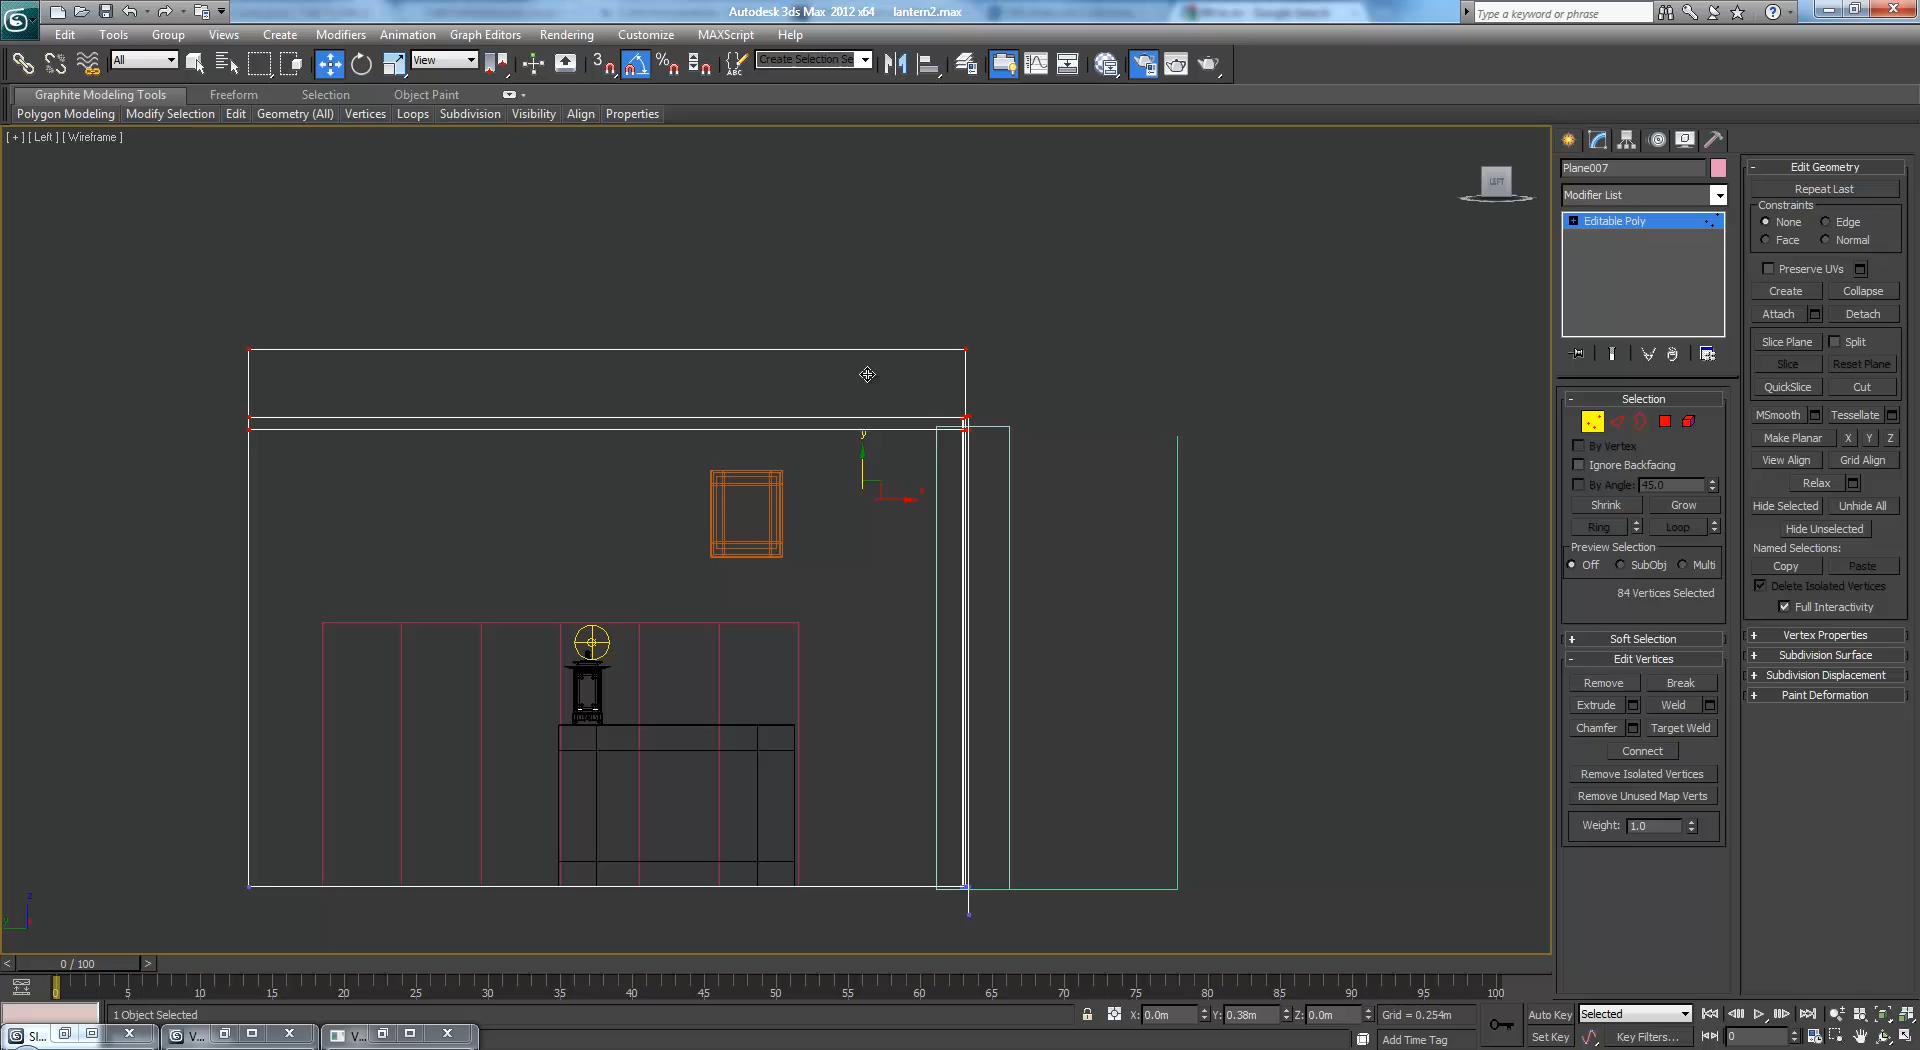 Autodesk 3ds Max 2012 x64 lantern2.max
Type a keyword or phrase
Edit Tools Group Views Create Modifiers Animation Graph Editors Rendering Customize MAXScript Help
All View Create Selection Se
Graphite Modeling Tools Freeform Selection Object Paint
Polygon Modeling Modify Selection Edit Geometry (All) Vertices Loops Subdivision Visibility Align Properties
[ + ] [ Left ] [ Wireframe ]
LEFT
y
x
z
y
Plane007
Modifier List
Editable Poly
Selection
By Vertex
Ignore Backfacing
By Angle: 45.0
Shrink Grow
Ring Loop
Preview Selection
Off SubObj Multi
84 Vertices Selected
Soft Selection
Edit Vertices
Remove Break
Extrude Weld
Chamfer Target Weld
Connect
Remove Isolated Vertices
Remove Unused Map Verts
Weight: 1.0
Edit Geometry
Repeat Last
Constraints
None Edge
Face Normal
Preserve UVs
Create Collapse
Attach Detach
Slice Plane Split
Slice Reset Plane
QuickSlice Cut
MSmooth Tessellate
Make Planar X Y Z
View Align Grid Align
Relax
Hide Selected Unhide All
Hide Unselected
Named Selections:
Copy Paste
Delete Isolated Vertices
Full Interactivity
Vertex Properties
Subdivision Surface
Subdivision Displacement
Paint Deformation
< 0 / 100 >
0 5 10 15 20 25 30 35 40 45 50 55 60 65 70 75 80 85 90 95 100
1 Object Selected X: 0.0m Y: 0.38m Z: 0.0m Grid = 0.254m Auto Key Selected
Add Time Tag Set Key Key Filters... 0
Sl... V... V...